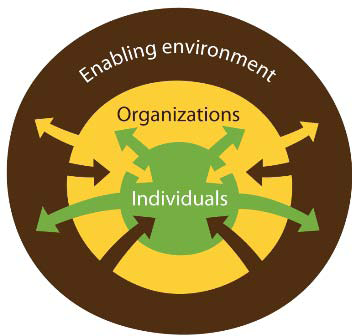 Enabling environment
Organizations
Individuals